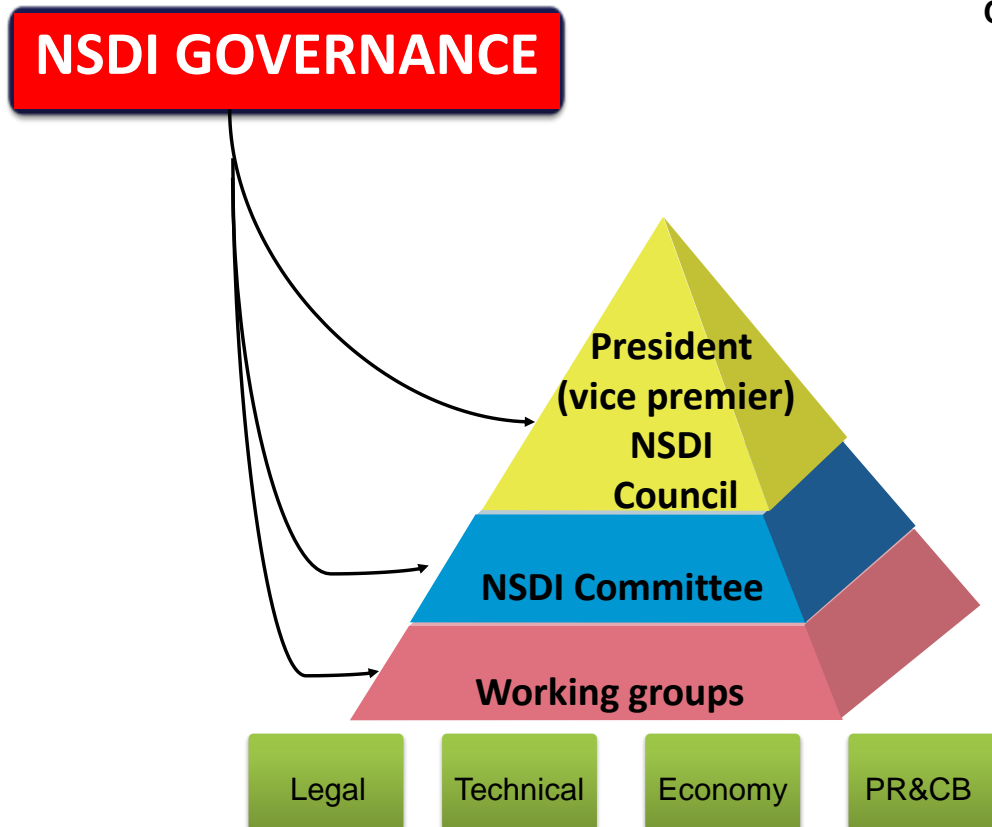 NSDI GOVERNANCE
President
(vice premier)
NSDI
Council
NSDI Committee
Working groups
Legal
Technical
Economy
PR&CB